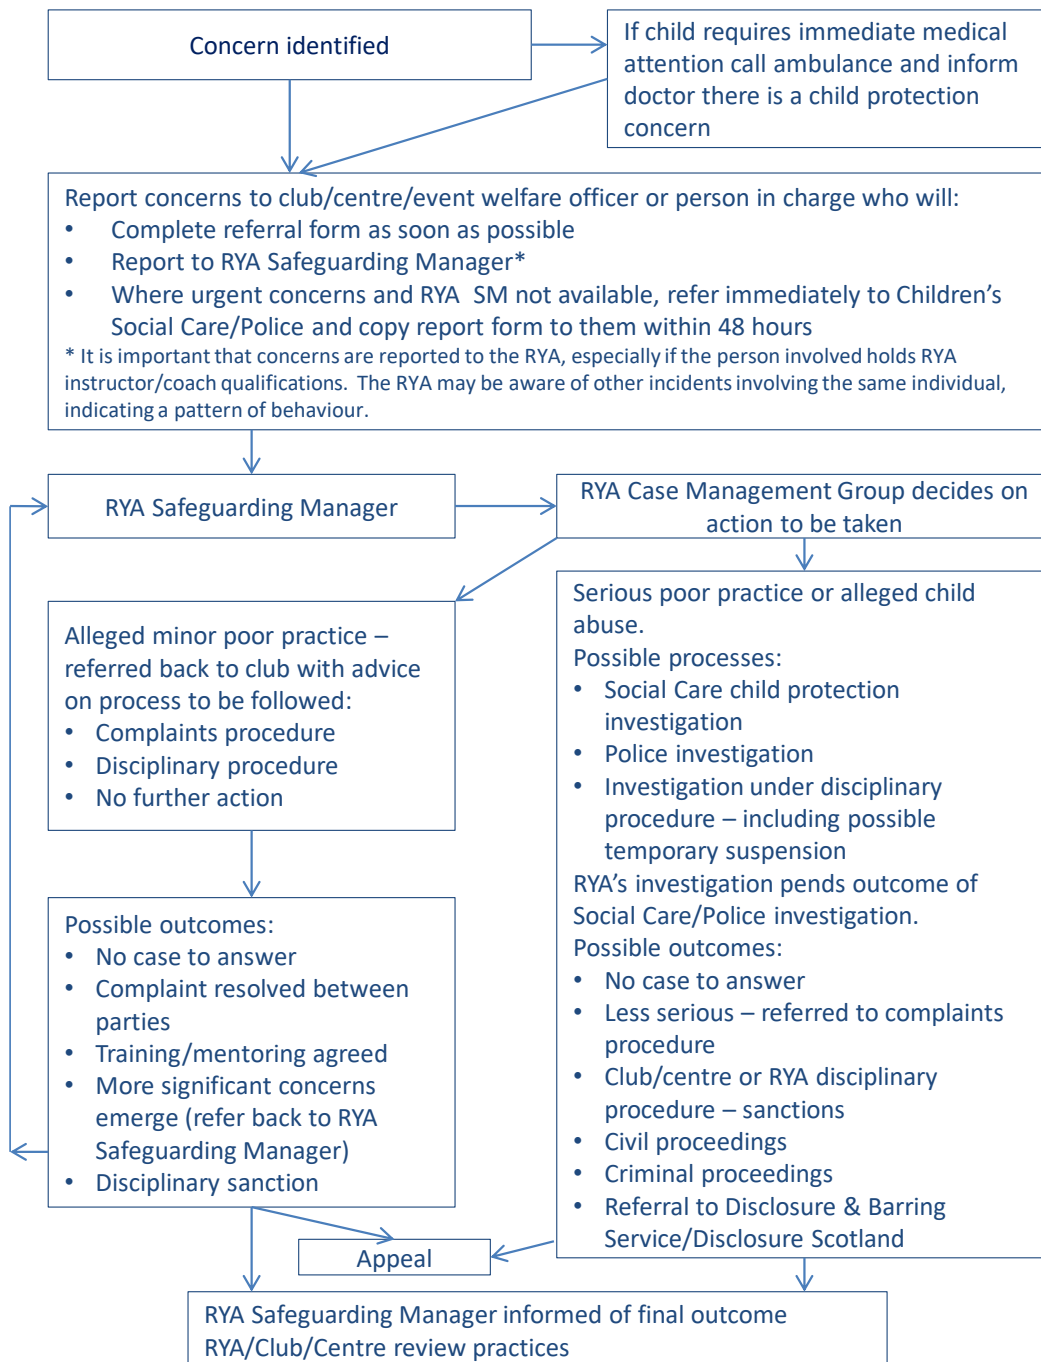 Concern identified
If child requires immediate medical
attention call ambulance and inform
doctor there is a child protection
concern
Report concerns to club/centre/event welfare officer or person in charge who will:
• Complete referral form as soon as possible
• Report to RYA Safeguarding Manager*
• Where urgent concerns and RYA SM not available, refer immediately to Children's
Social Care/Police and copy report form to them within 48 hours
* It is important that concerns are reported to the RYA, especially if the person involved holds RYA
instructor/coach qualifications. The RYA may be aware of other incidents involving the same individual,
indicating a pattern of behaviour.
RYA Safeguarding Manager
RYA Case Management Group decides on
action to be taken
Alleged minor poor practice –
referred back to club with advice
on process to be followed:
• Complaints procedure
• Disciplinary procedure
• No further action
Serious poor practice or alleged child
abuse.
Possible processes:
• Social Care child protection
investigation
• Police investigation
• Investigation under disciplinary
procedure – including possible
temporary suspension
RYA's investigation pends outcome of
Social Care/Police investigation.
Possible outcomes:
• No case to answer
• Less serious – referred to complaints
procedure
• Club/centre or RYA disciplinary
procedure – sanctions
• Civil proceedings
• Criminal proceedings
• Referral to Disclosure & Barring
Service/Disclosure Scotland
Possible outcomes:
• No case to answer
• Complaint resolved between
parties
• Training/mentoring agreed
• More significant concerns
emerge (refer back to RYA
Safeguarding Manager)
• Disciplinary sanction
Appeal
RYA Safeguarding Manager informed of final outcome
RYA/Club/Centre review practices